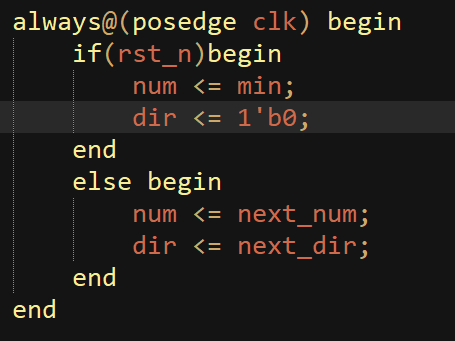 always@(posedge clk) begin
    if(rst_n)begin
        num <= min;
        dir <= 1'b0;
    end
    else begin
        num <= next_num;
        dir <= next_dir;
    end
end